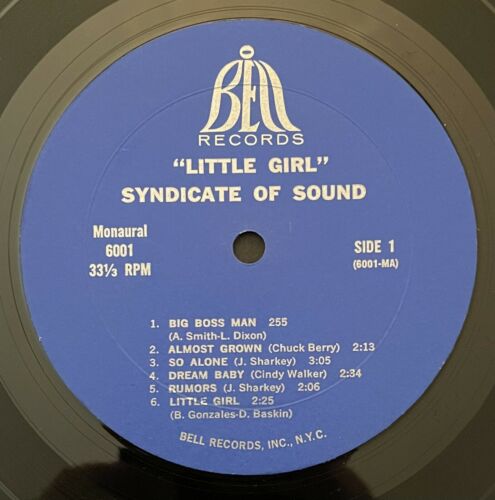 BELL
RECORDS
"LITTLE GIRL"
SYNDICATE OF SOUND
Monaural
6001
33⅓ RPM
SIDE 1
(6001-MA)
1. BIG BOSS MAN 255
(A. Smith-L. Dixon)
2. ALMOST GROWN (Chuck Berry) 2:13
3. SO ALONE (J. Sharkey) 3:05
4. DREAM BABY (Cindy Walker) 2:34
5. RUMORS (J. Sharkey) 2:06
6. LITTLE GIRL 2:25
(B. Gonzales-D. Baskin)
BELL RECORDS, INC., N.Y.C.